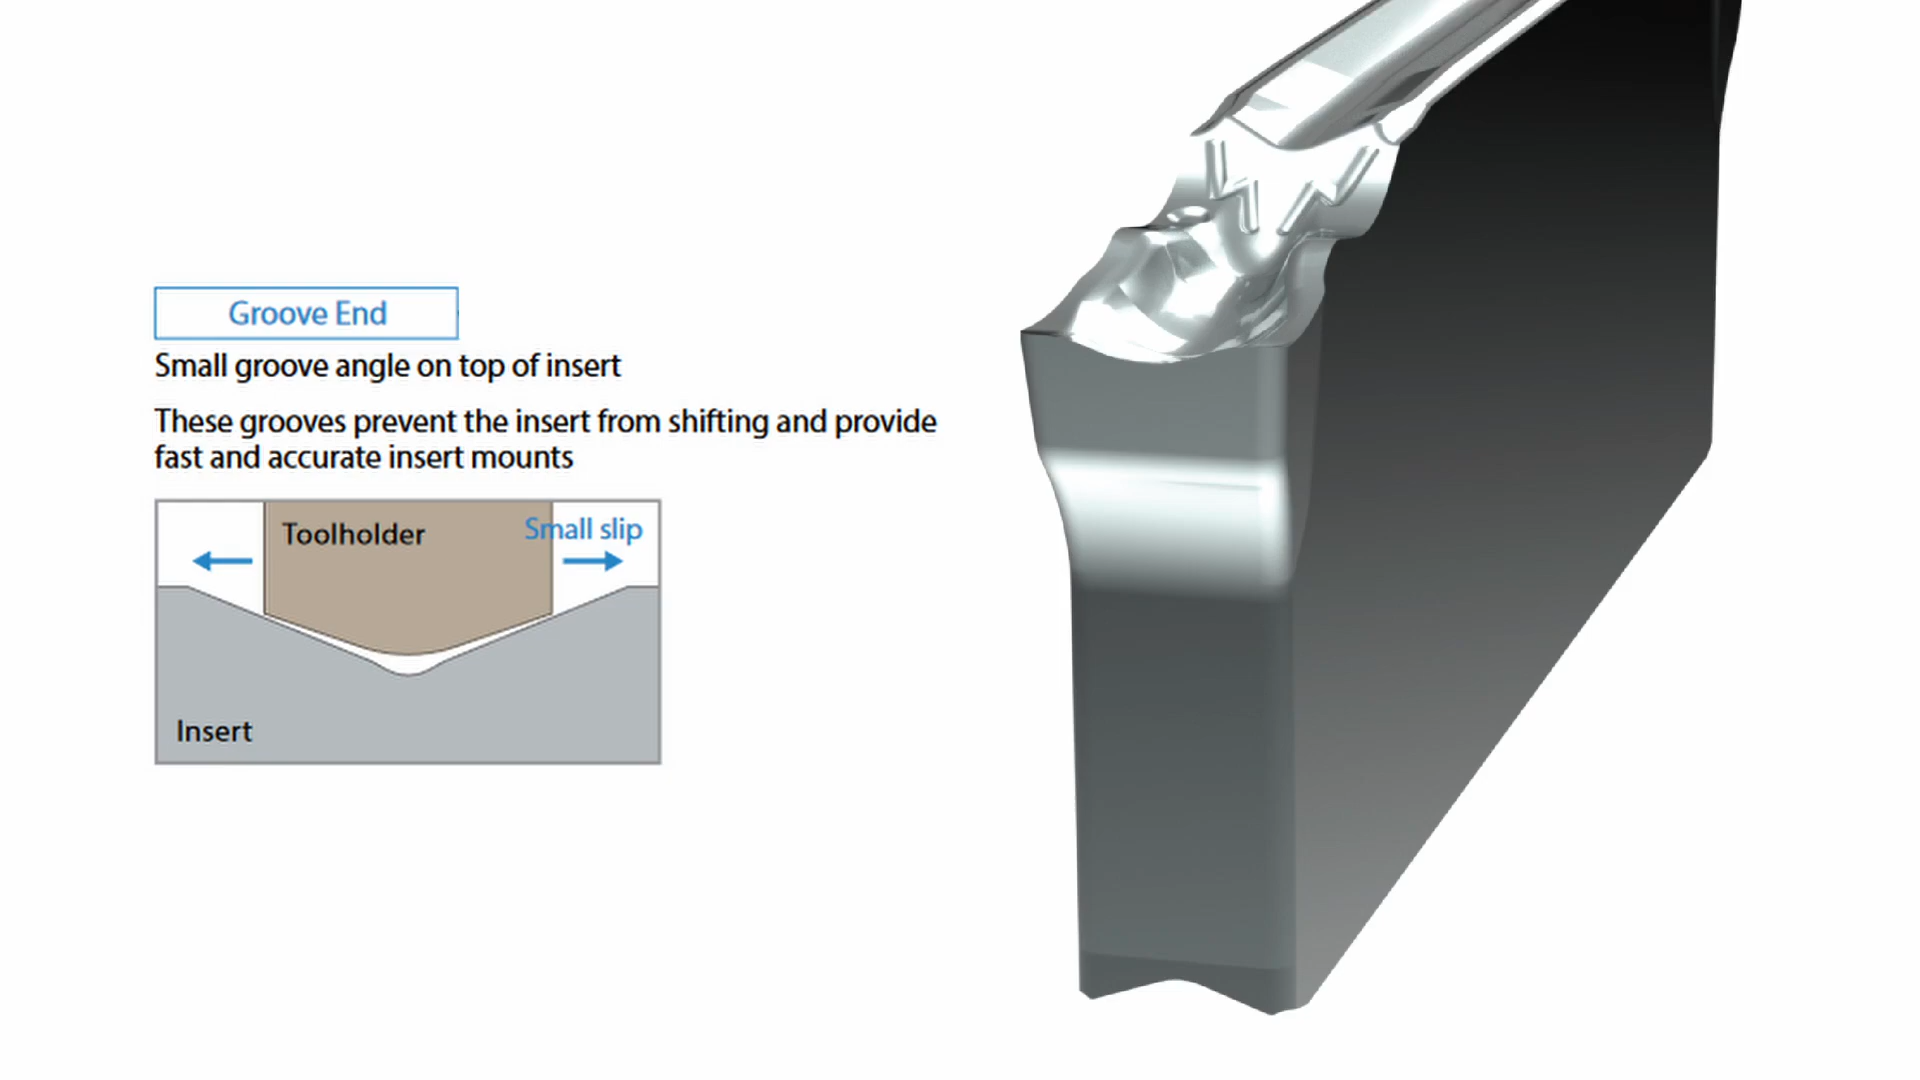 Groove End
Small groove angle on top of insert
These grooves prevent the insert from shifting and provide
fast and accurate insert mounts
Toolholder
Small slip
Insert